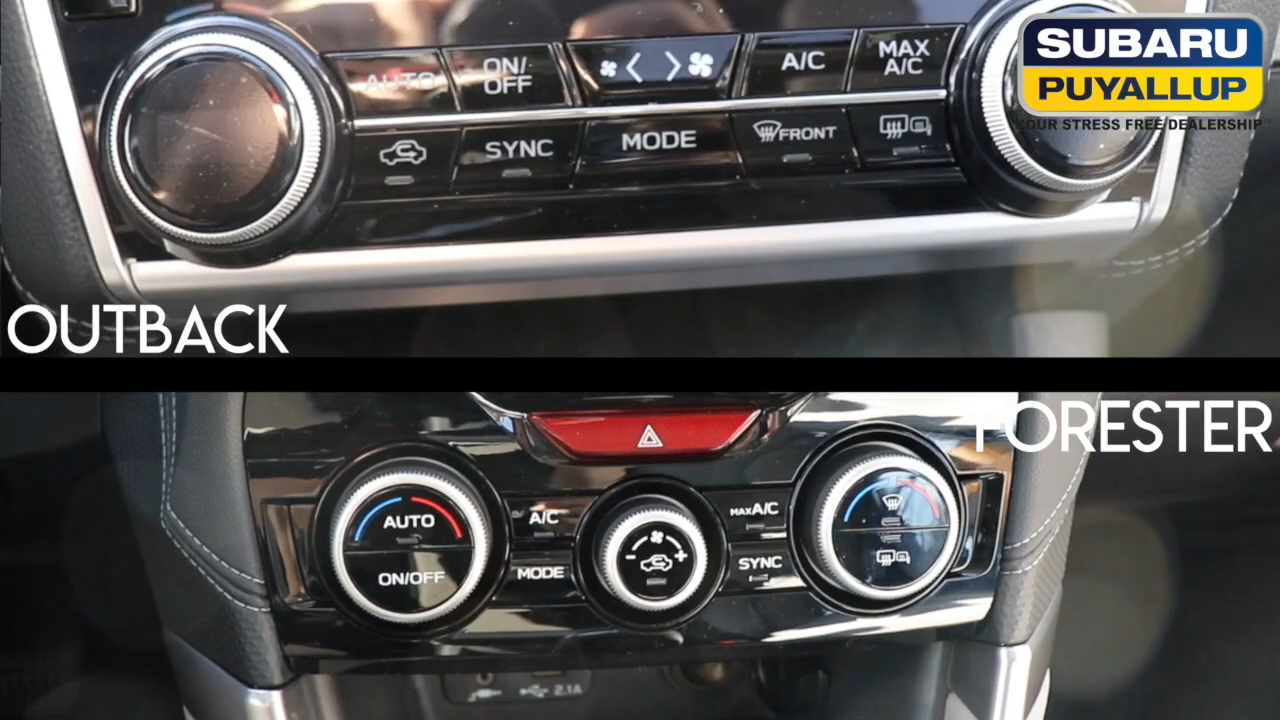 SUBARU
PUYALLUP
YOUR STRESS FREE DEALERSHIP
AUTO
ON/
OFF
A/C
MAX
A/C
SYNC
MODE
FRONT
OUTBACK
FORESTER
AUTO
ON/OFF
A/C
MODE
MAX A/C
SYNC
2.1A